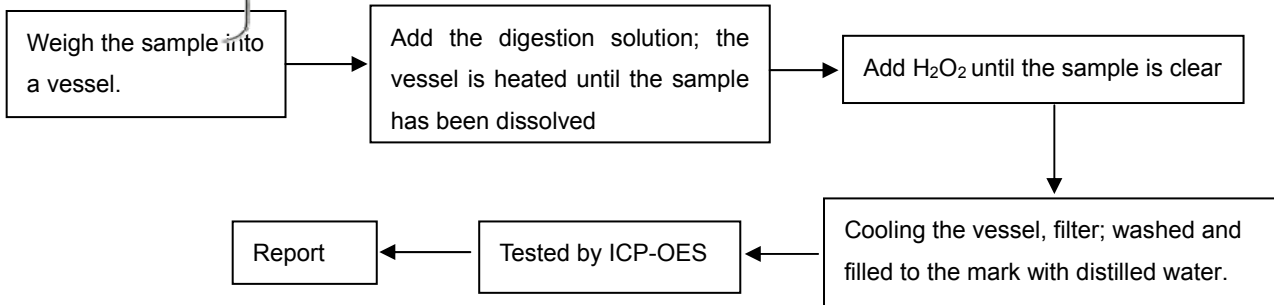 Weigh the sample into
a vessel.
Add the digestion solution; the
vessel is heated until the sample
has been dissolved
Add H₂O₂ until the sample is clear
Cooling the vessel, filter; washed and
filled to the mark with distilled water.
Tested by ICP-OES
Report